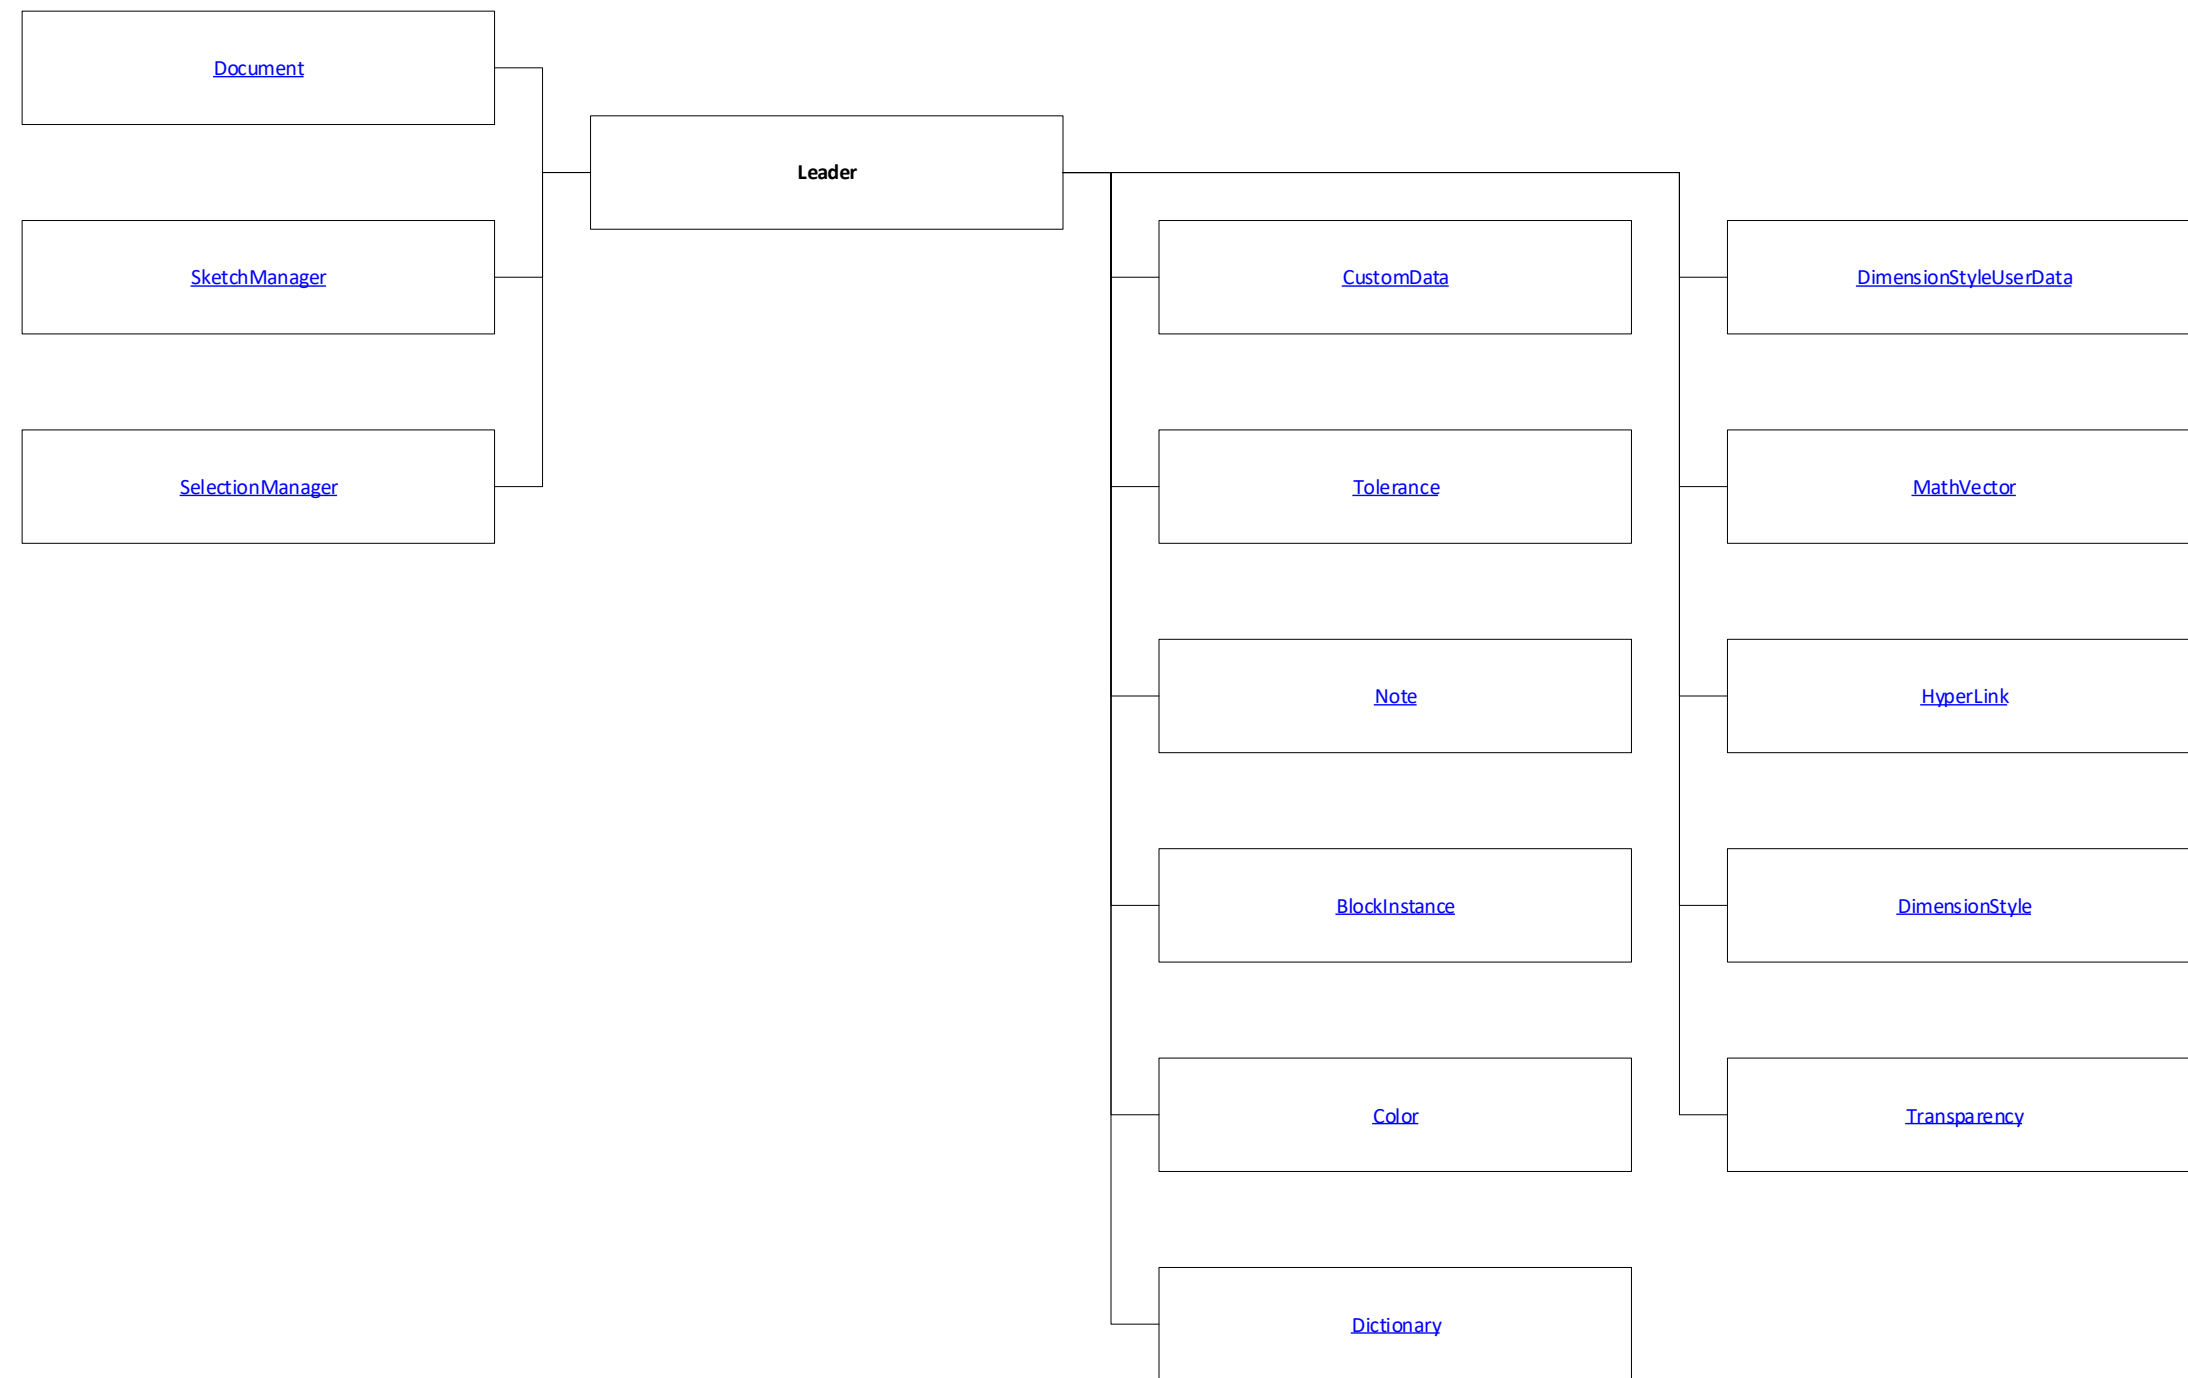 Document
Leader
SketchManager
CustomData
DimensionStyleUserData
SelectionManager
Tolerance
MathVector
Note
HyperLink
BlockInstance
DimensionStyle
Color
Transparency
Dictionary